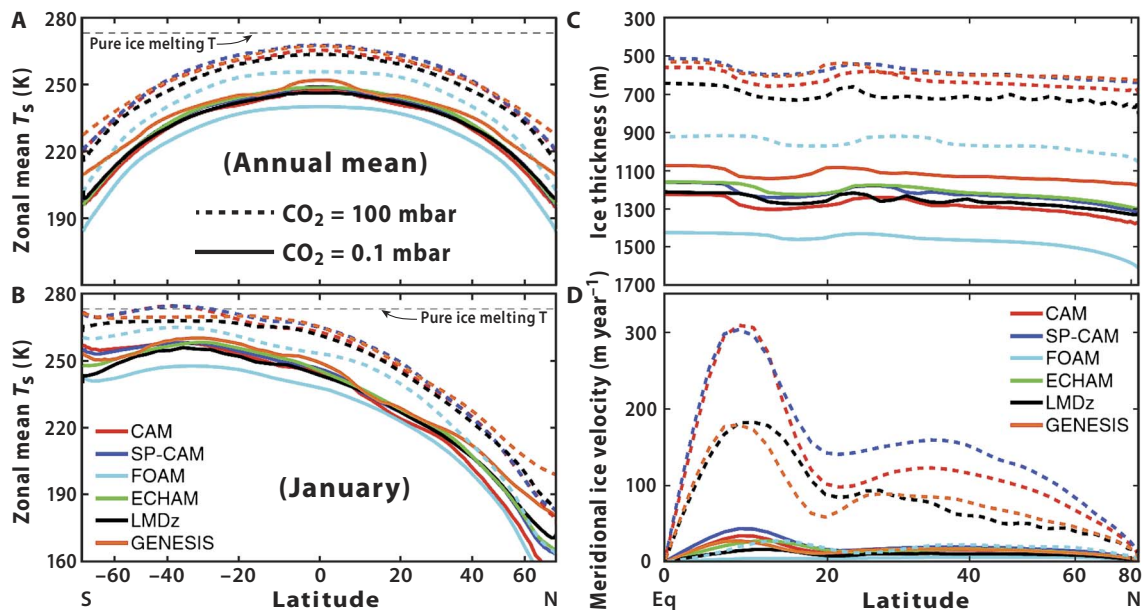 A
280
270
250
220
190
Zonal mean Ts (K)
Pure ice melting T
(Annual mean)
CO2 = 100 mbar
CO2 = 0.1 mbar
B
280
250
220
190
160
Zonal mean Ts (K)
Pure ice melting T
CAM
SP-CAM
FOAM
ECHAM
LMDz
GENESIS
(January)
−60 −40 −20 0 20 40 60
S Latitude N
C
300
500
700
900
1100
1300
1500
1700
Ice thickness (m)
D
300
200
100
0
Meridional ice velocity (m year−1)
CAM
SP-CAM
FOAM
ECHAM
LMDz
GENESIS
0 20 40 60 80
Eq Latitude N